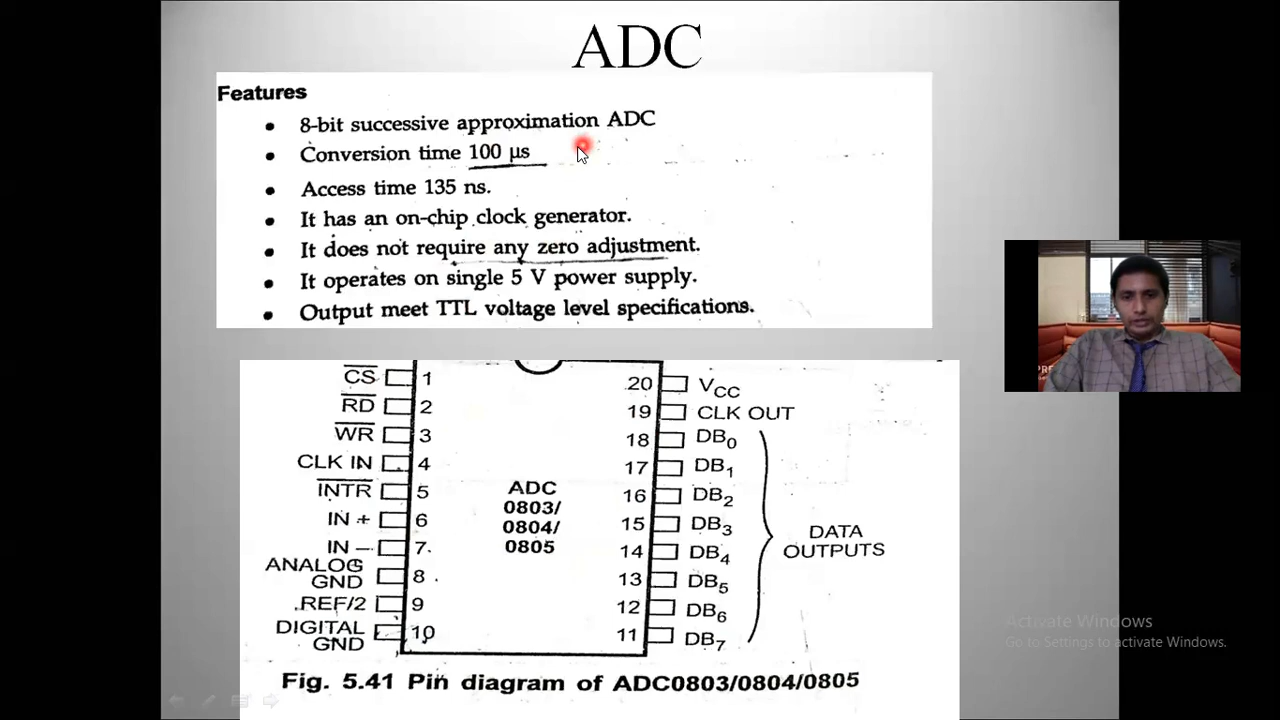 ADC
Features
• 8-bit successive approximation ADC
• Conversion time 100 μs
• Access time 135 ns.
• It has an on-chip clock generator.
• It does not require any zero adjustment.
• It operates on single 5 V power supply.
• Output meet TTL voltage level specifications.
CS 1
RD 2
WR 3
CLK IN 4
INTR 5
IN + 6
IN – 7
ANALOG
GND 8
REF/2 9
DIGITAL
GND 10
ADC
0803/
0804/
0805
20 VCC
19 CLK OUT
18 DB0
17 DB1
16 DB2
15 DB3
14 DB4
13 DB5
12 DB6
11 DB7
DATA
OUTPUTS
Fig. 5.41 Pin diagram of ADC0803/0804/0805
Activate Windows
Go to Settings to activate Windows.